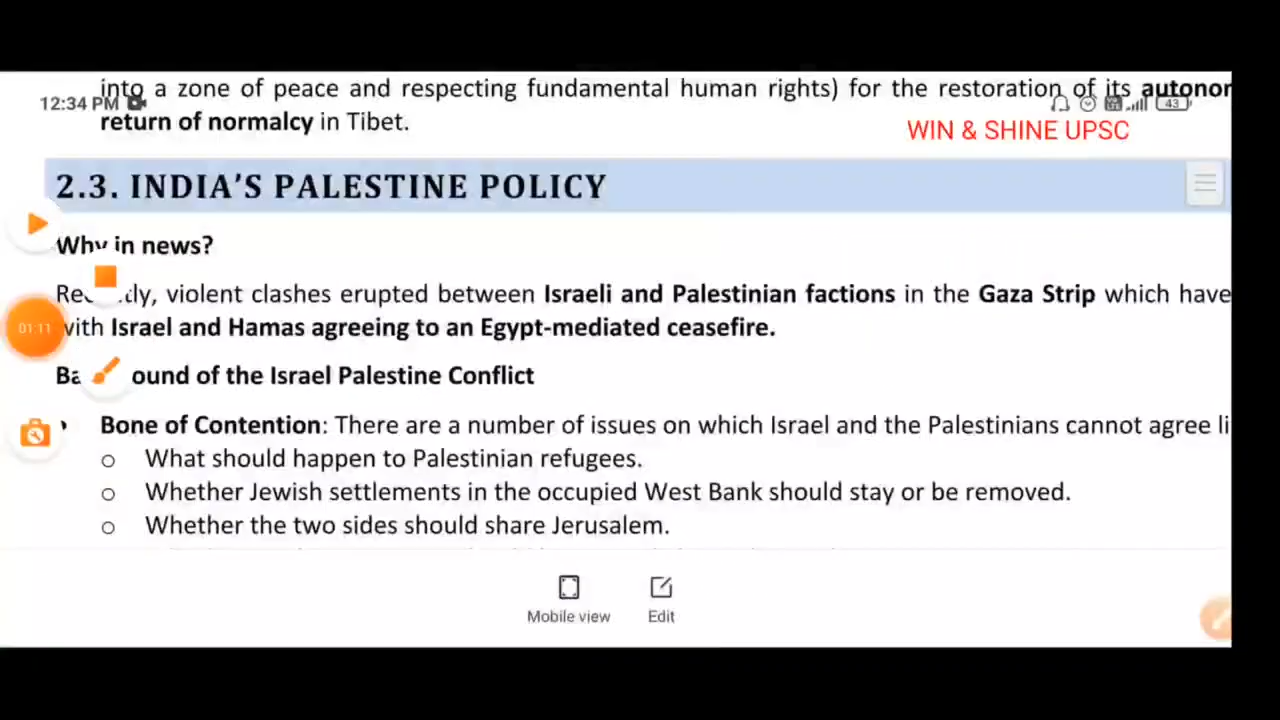 into a zone of peace and respecting fundamental human rights) for the restoration of its
12:34 PM 43
return of normalcy in Tibet.
WIN & SHINE UPSC
2.3. INDIA'S PALESTINE POLICY
Why in news?
violent clashes erupted between Israeli and Palestinian factions in the Gaza Strip which have
with Israel and Hamas agreeing to an Egypt-mediated ceasefire.
01:11
of the Israel Palestine Conflict
Bone of Contention: There are a number of issues on which Israel and the Palestinians cannot agree
o What should happen to Palestinian refugees.
o Whether Jewish settlements in the occupied West Bank should stay or be removed.
o Whether the two sides should share Jerusalem.
Mobile view Edit